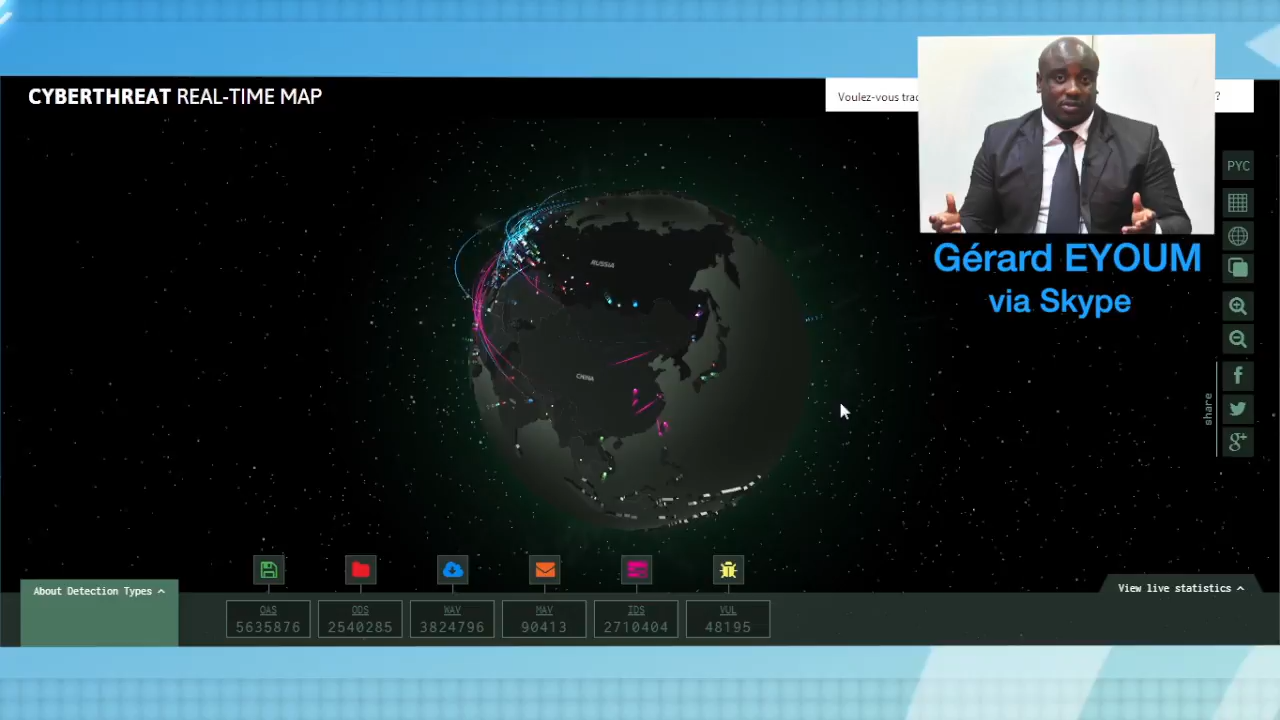 CYBERTHREAT REAL-TIME MAP
Voulez-vous trad
?
PYC
Gérard EYOUM
via Skype
RUSSIA
CHINA
share
About Detection Types
View live statistics
OAS
5635876
ODS
2540285
WAV
3824796
MAV
90413
IDS
2710404
VUL
48195